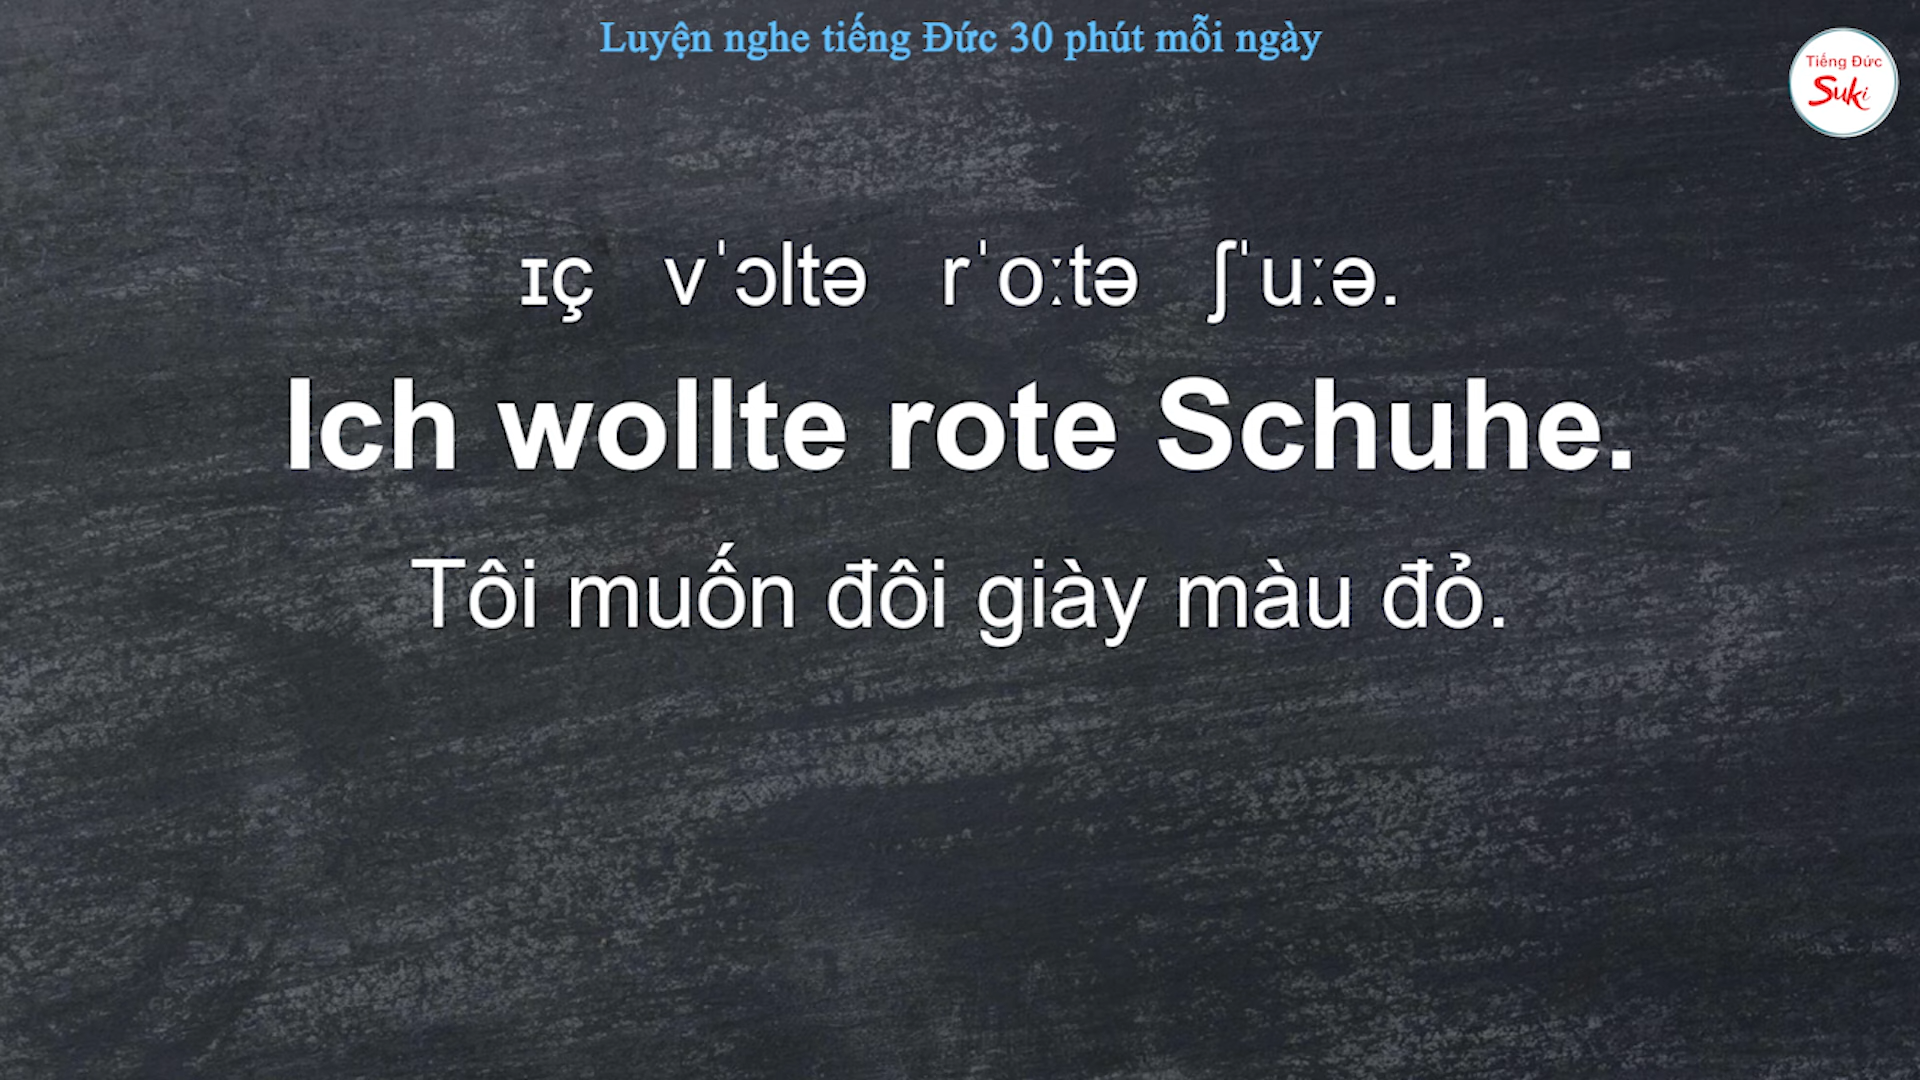 Luyện nghe tiếng Đức 30 phút mỗi ngày
Tiếng Đức
Suki
ɪç vˈɔltə rˈoːtə ʃˈuːə.
Ich wollte rote Schuhe.
Tôi muốn đôi giày màu đỏ.